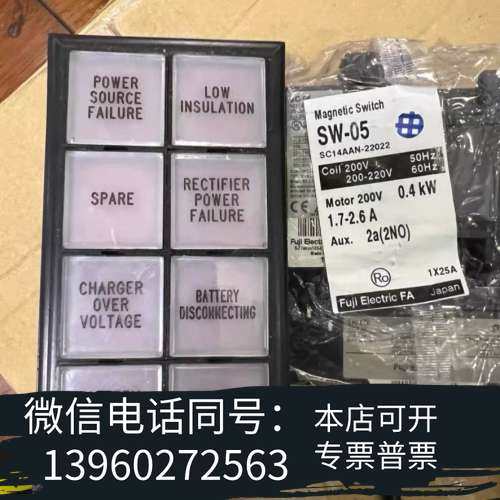 POWER
SOURCE
FAILURE
LOW
INSULATION
SPARE
RECTIFIER
POWER
FAILURE
CHARGER
OVER
VOLTAGE
BATTERY
DISCONNECTING
Magnetic Switch
SW-05
SC14AAN-22022
Coil 200V 50Hz
200-220V 60Hz
Motor 200V 0.4 kW
1.7-2.6 A
Aux. 2a(2NO)
Ro
1X25A
Fuji Electric FA Japan
Fuji Electric
微信电话同号：
13960272563
本店可开
专票普票